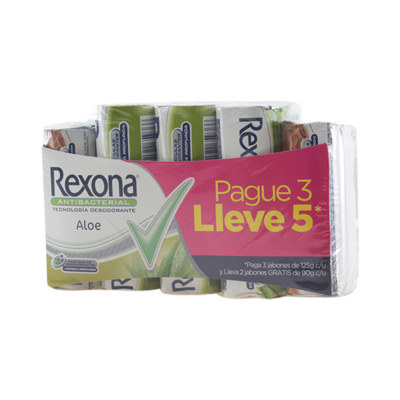 Rexona
Rexona
ANTIBACTERIAL
TECNOLOGÍA DESODORANTE
Aloe
Pague 3
Lleve 5*
*Paga 3 jabones de 125g c/u
y Lleva 2 jabones GRATIS de 90g c/u